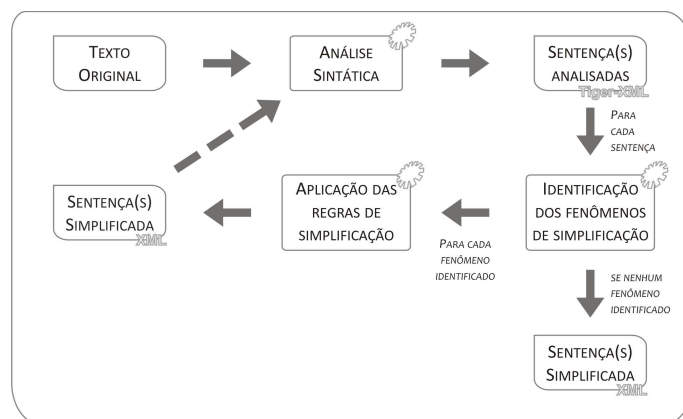 TEXTO
ORIGINAL
ANÁLISE
SINTÁTICA
SENTENÇA(S)
ANALISADAS
Tiger-XML
PARA
CADA
SENTENÇA
IDENTIFICAÇÃO
DOS FENÔMENOS
DE SIMPLIFICAÇÃO
PARA CADA
FENÔMENO
IDENTIFICADO
APLICAÇÃO DAS
REGRAS DE
SIMPLIFICAÇÃO
SENTENÇA(S)
SIMPLIFICADA
XML
SE NENHUM
FENÔMENO
IDENTIFICADO
SENTENÇA(S)
SIMPLIFICADA
XML